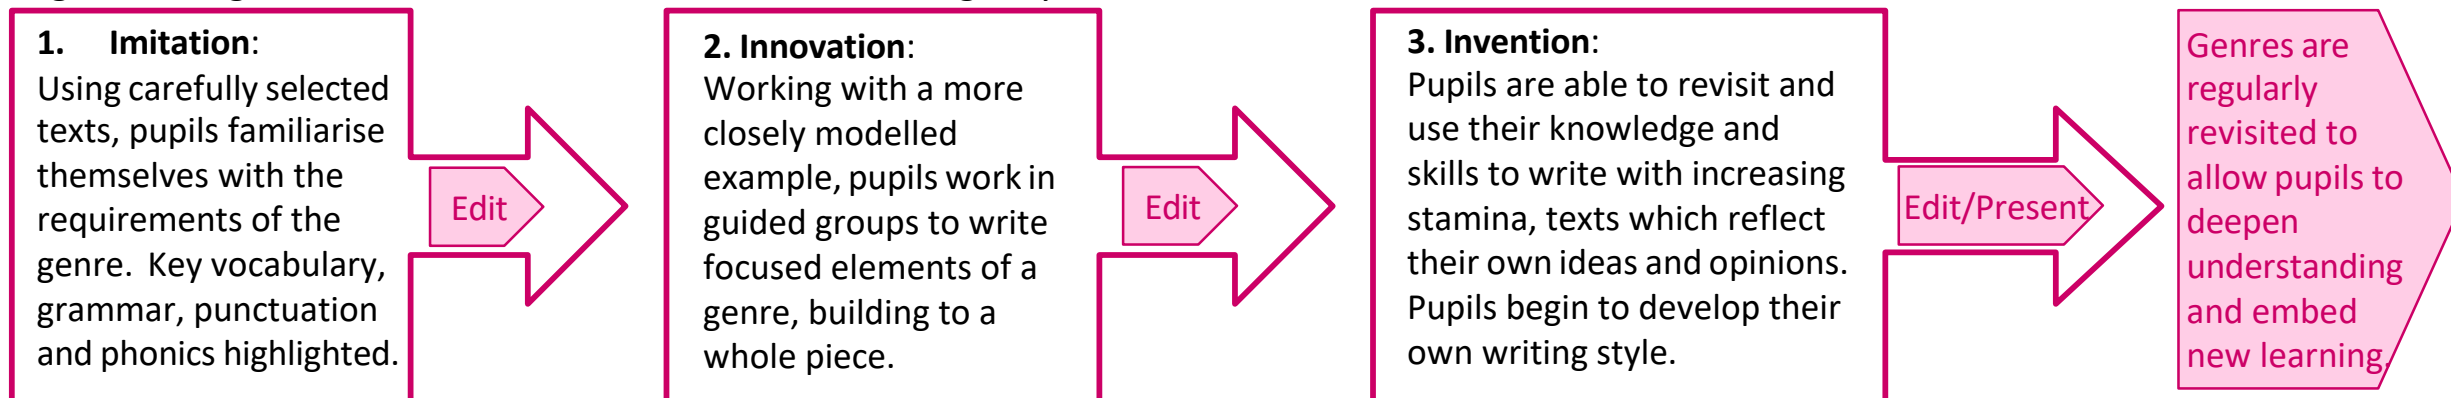 1. Imitation:
Using carefully selected
texts, pupils familiarise
themselves with the
requirements of the
genre. Key vocabulary,
grammar, punctuation
and phonics highlighted.
Edit
2. Innovation:
Working with a more
closely modelled
example, pupils work in
guided groups to write
focused elements of a
genre, building to a
whole piece.
Edit
3. Invention:
Pupils are able to revisit and
use their knowledge and
skills to write with increasing
stamina, texts which reflect
their own ideas and opinions.
Pupils begin to develop their
own writing style.
Edit/Present
Genres are
regularly
revisited to
allow pupils to
deepen
understanding
and embed
new learning.